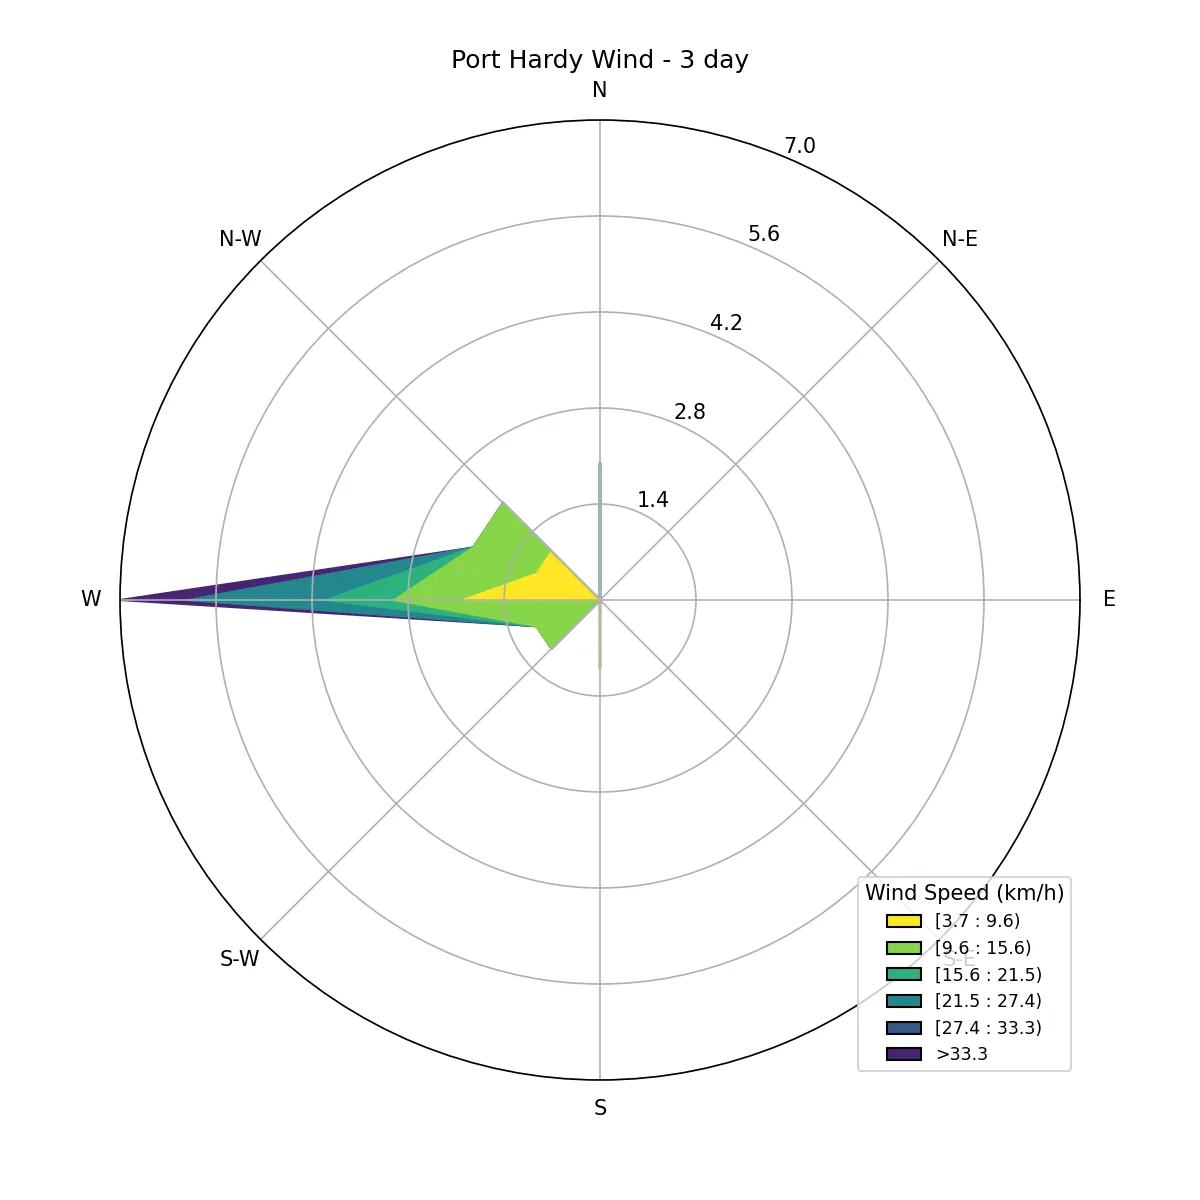 Port Hardy Wind - 3 day
N
7.0
5.6
N-W
N-E
4.2
2.8
1.4
W
E
Wind Speed (km/h)
[3.7 : 9.6)
[9.6 : 15.6)
S-W
S-E
[15.6 : 21.5)
[21.5 : 27.4)
[27.4 : 33.3)
>33.3
S